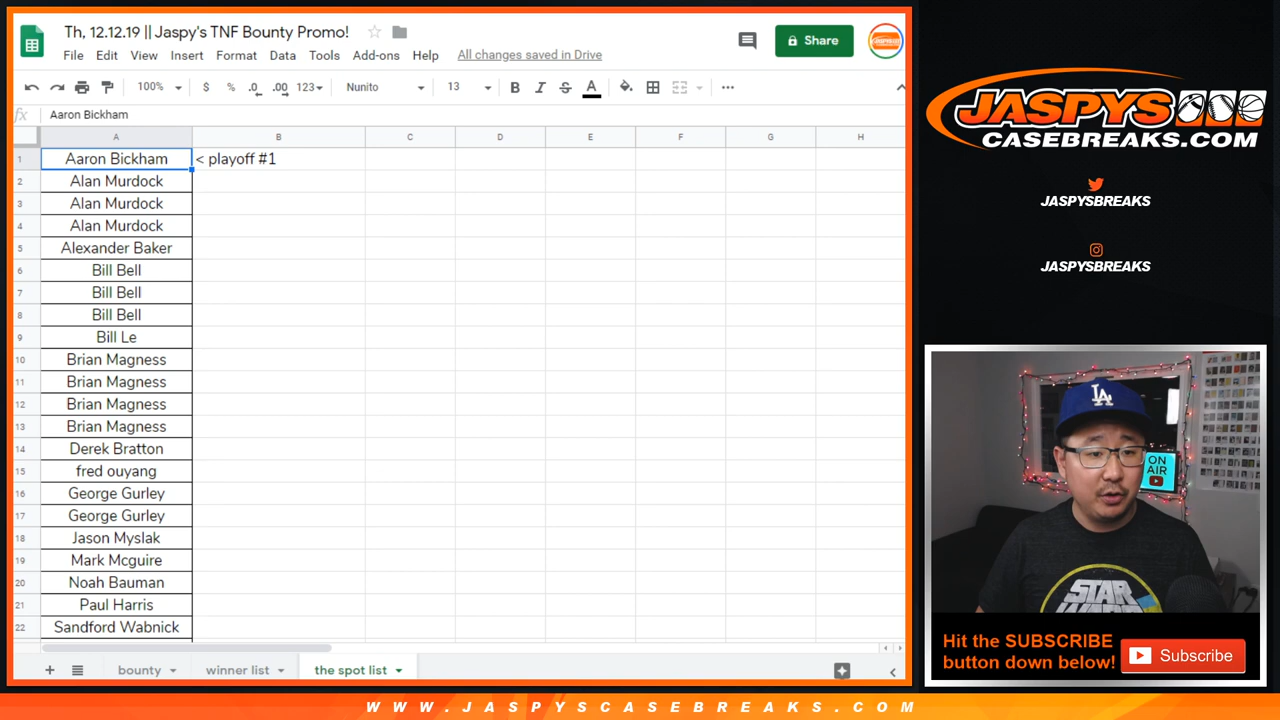 Th, 12.12.19 || Jaspy's TNF Bounty Promo!
File Edit View Insert Format Data Tools Add-ons Help All changes saved in Drive
Share
100% $ % .0 .00 123 Nunito 13 B I S A
fx Aaron Bickham
A B C D E F G H
1 Aaron Bickham < playoff #1
2 Alan Murdock
3 Alan Murdock
4 Alan Murdock
5 Alexander Baker
6 Bill Bell
7 Bill Bell
8 Bill Bell
9 Bill Le
10 Brian Magness
11 Brian Magness
12 Brian Magness
13 Brian Magness
14 Derek Bratton
15 fred ouyang
16 George Gurley
17 George Gurley
18 Jason Myslak
19 Mark Mcguire
20 Noah Bauman
21 Paul Harris
22 Sandford Wabnick
bounty winner list the spot list
JASPYS
CASEBREAKS.COM
JASPYSBREAKS
JASPYSBREAKS
LA
ON
AIR
STAR
WARS
Hit the SUBSCRIBE
button down below!
Subscribe
WWW.JASPYSCASEBREAKS.COM